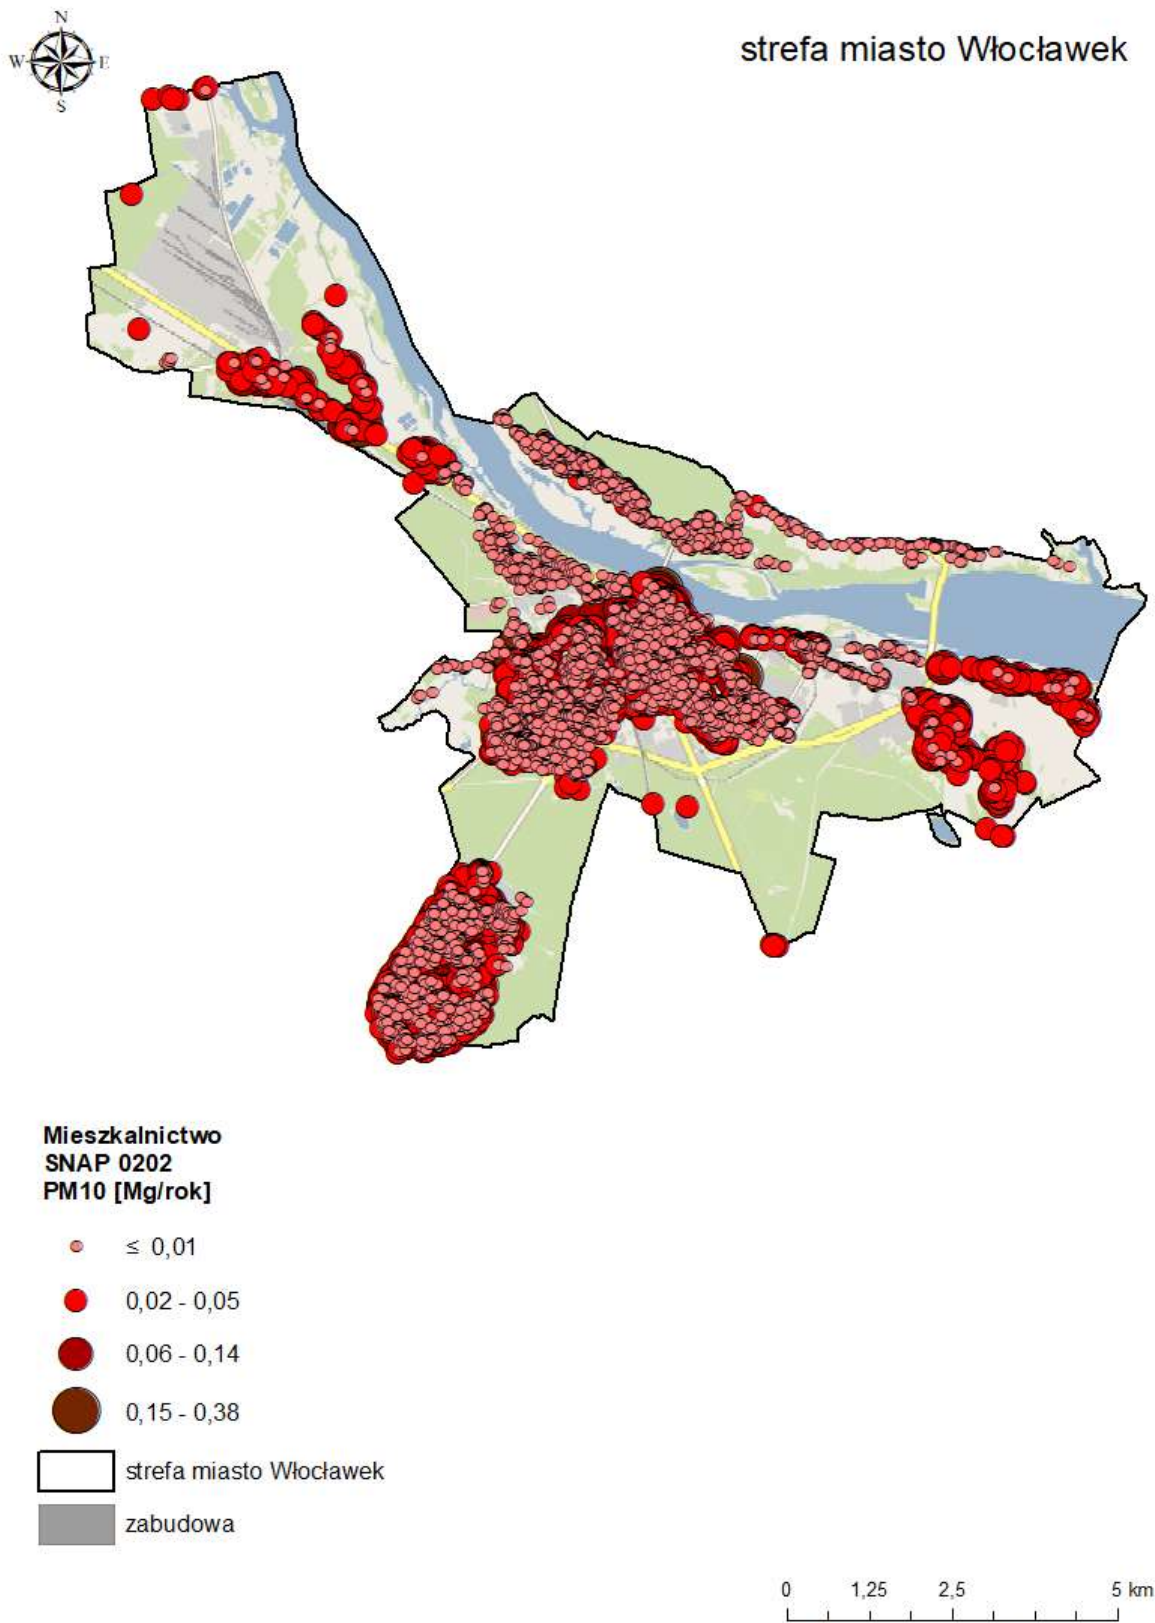 N
W E
S
strefa miasto Włocławek
Mieszkalnictwo
SNAP 0202
PM10 [Mg/rok]
≤ 0,01
0,02 - 0,05
0,06 - 0,14
0,15 - 0,38
strefa miasto Włocławek
zabudowa
0 1,25 2,5 5 km